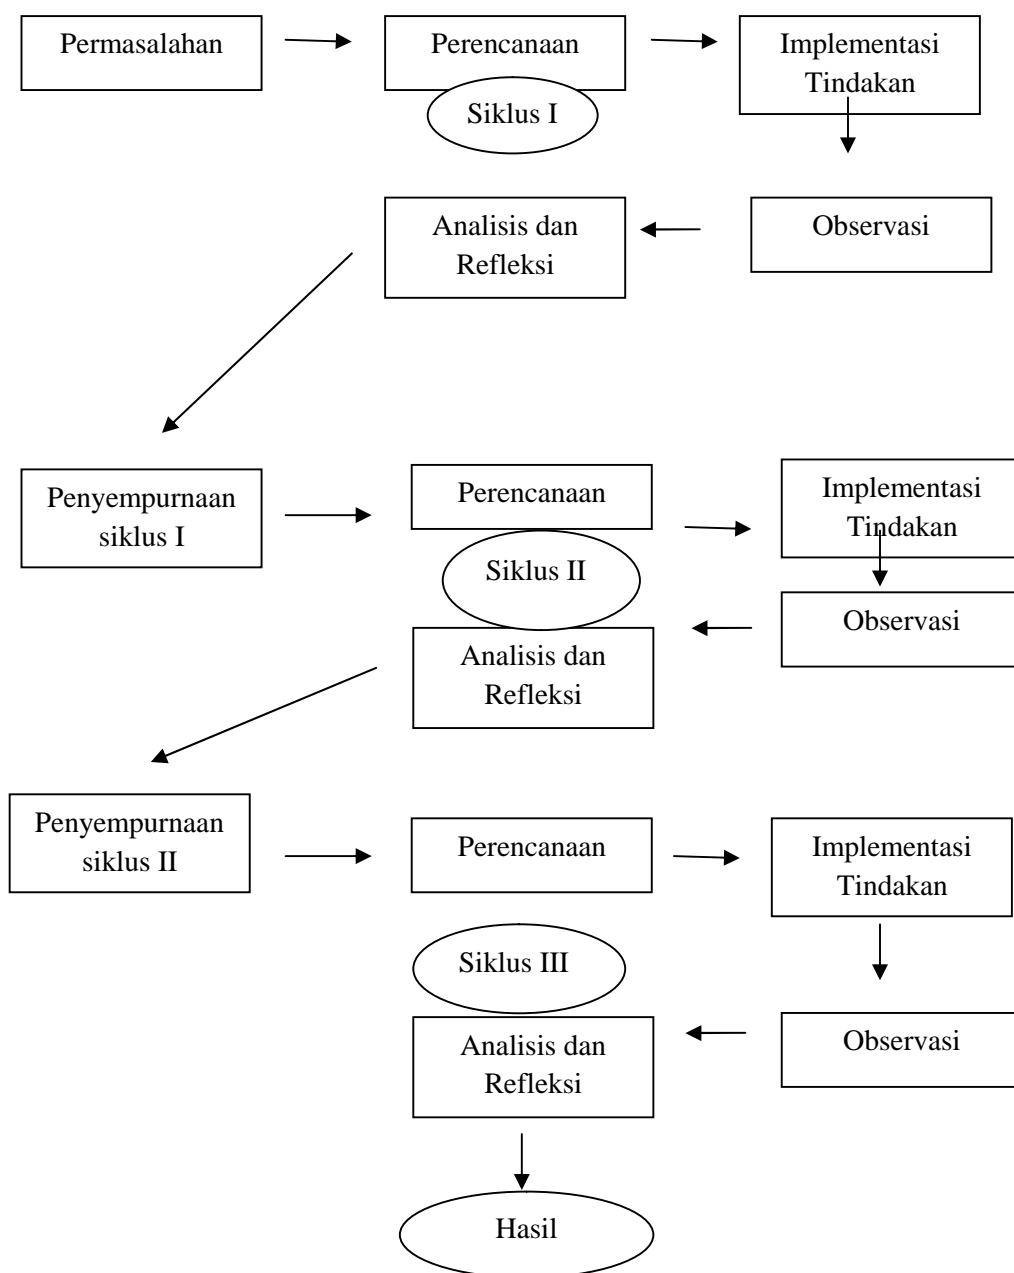 Permasalahan
Perencanaan
Implementasi
Tindakan
Siklus I
Analisis dan
Refleksi
Observasi
Penyempurnaan
siklus I
Perencanaan
Implementasi
Tindakan
Siklus II
Observasi
Analisis dan
Refleksi
Penyempurnaan
siklus II
Perencanaan
Implementasi
Tindakan
Siklus III
Observasi
Analisis dan
Refleksi
Hasil